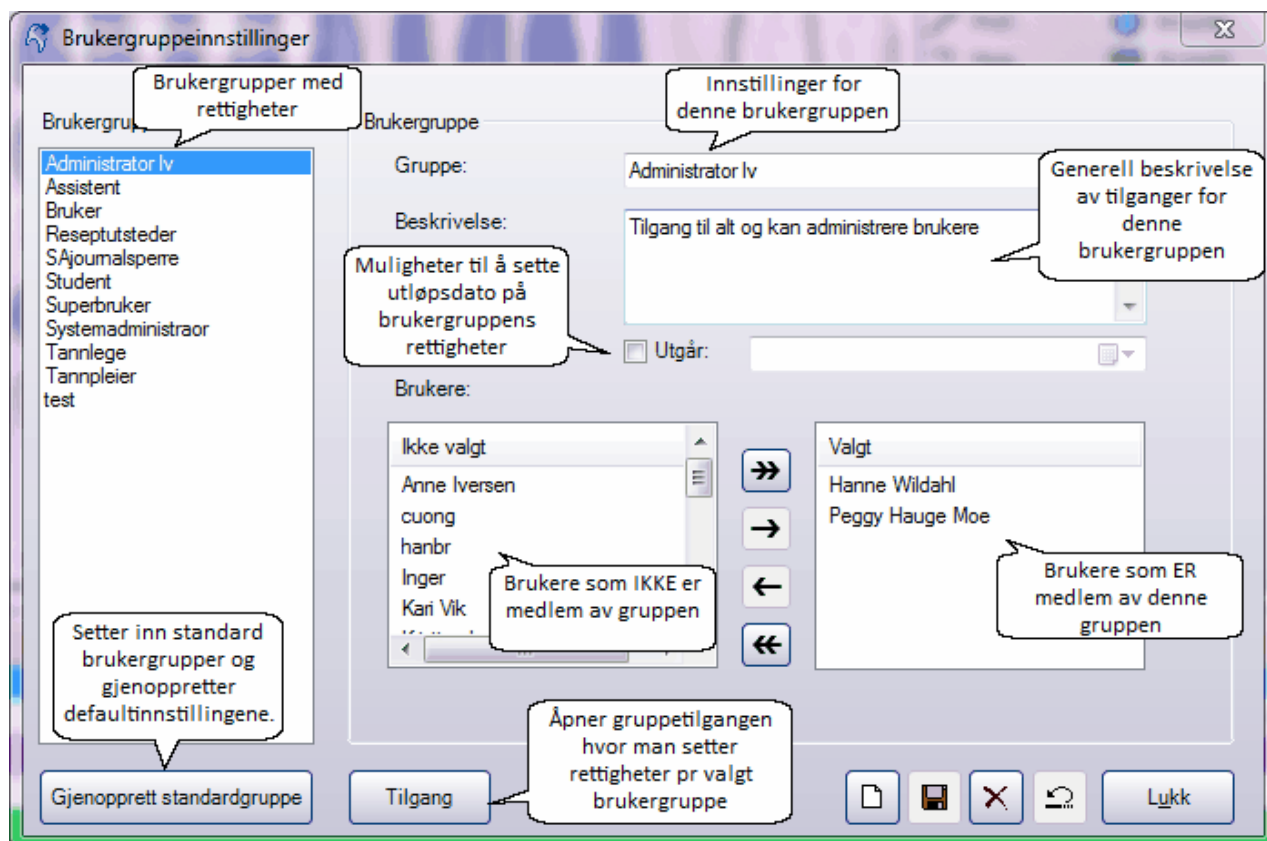 Brukergruppeinnstillinger
Brukergrupper med
rettigheter
Innstillinger for
denne brukergruppen
Brukergruppe
Gruppe:
Administrator lv
Beskrivelse:
Tilgang til alt og kan administrere brukere
Generell beskrivelse
av tilganger for
denne
brukergruppen
Administrator lv
Assistent
Bruker
Reseptutsteder
SAjournalsperre
Student
Superbruker
Systemadministraor
Tannlege
Tannpleier
test
Muligheter til å sette
utløpsdato på
brukergruppens
rettigheter
Utgår:
Brukere:
Ikke valgt
Anne Iversen
cuong
hanbr
Inger
Kari Vik
Brukere som IKKE er
medlem av gruppen
Valgt
Hanne Wildahl
Peggy Hauge Moe
Brukere som ER
medlem av denne
gruppen
Setter inn standard
brukergrupper og
gjenoppretter
defaultinnstillingene.
Åpner gruppetilgangen
hvor man setter
rettigheter pr valgt
brukergruppe
Gjenopprett standardgruppe
Tilgang
Lukk